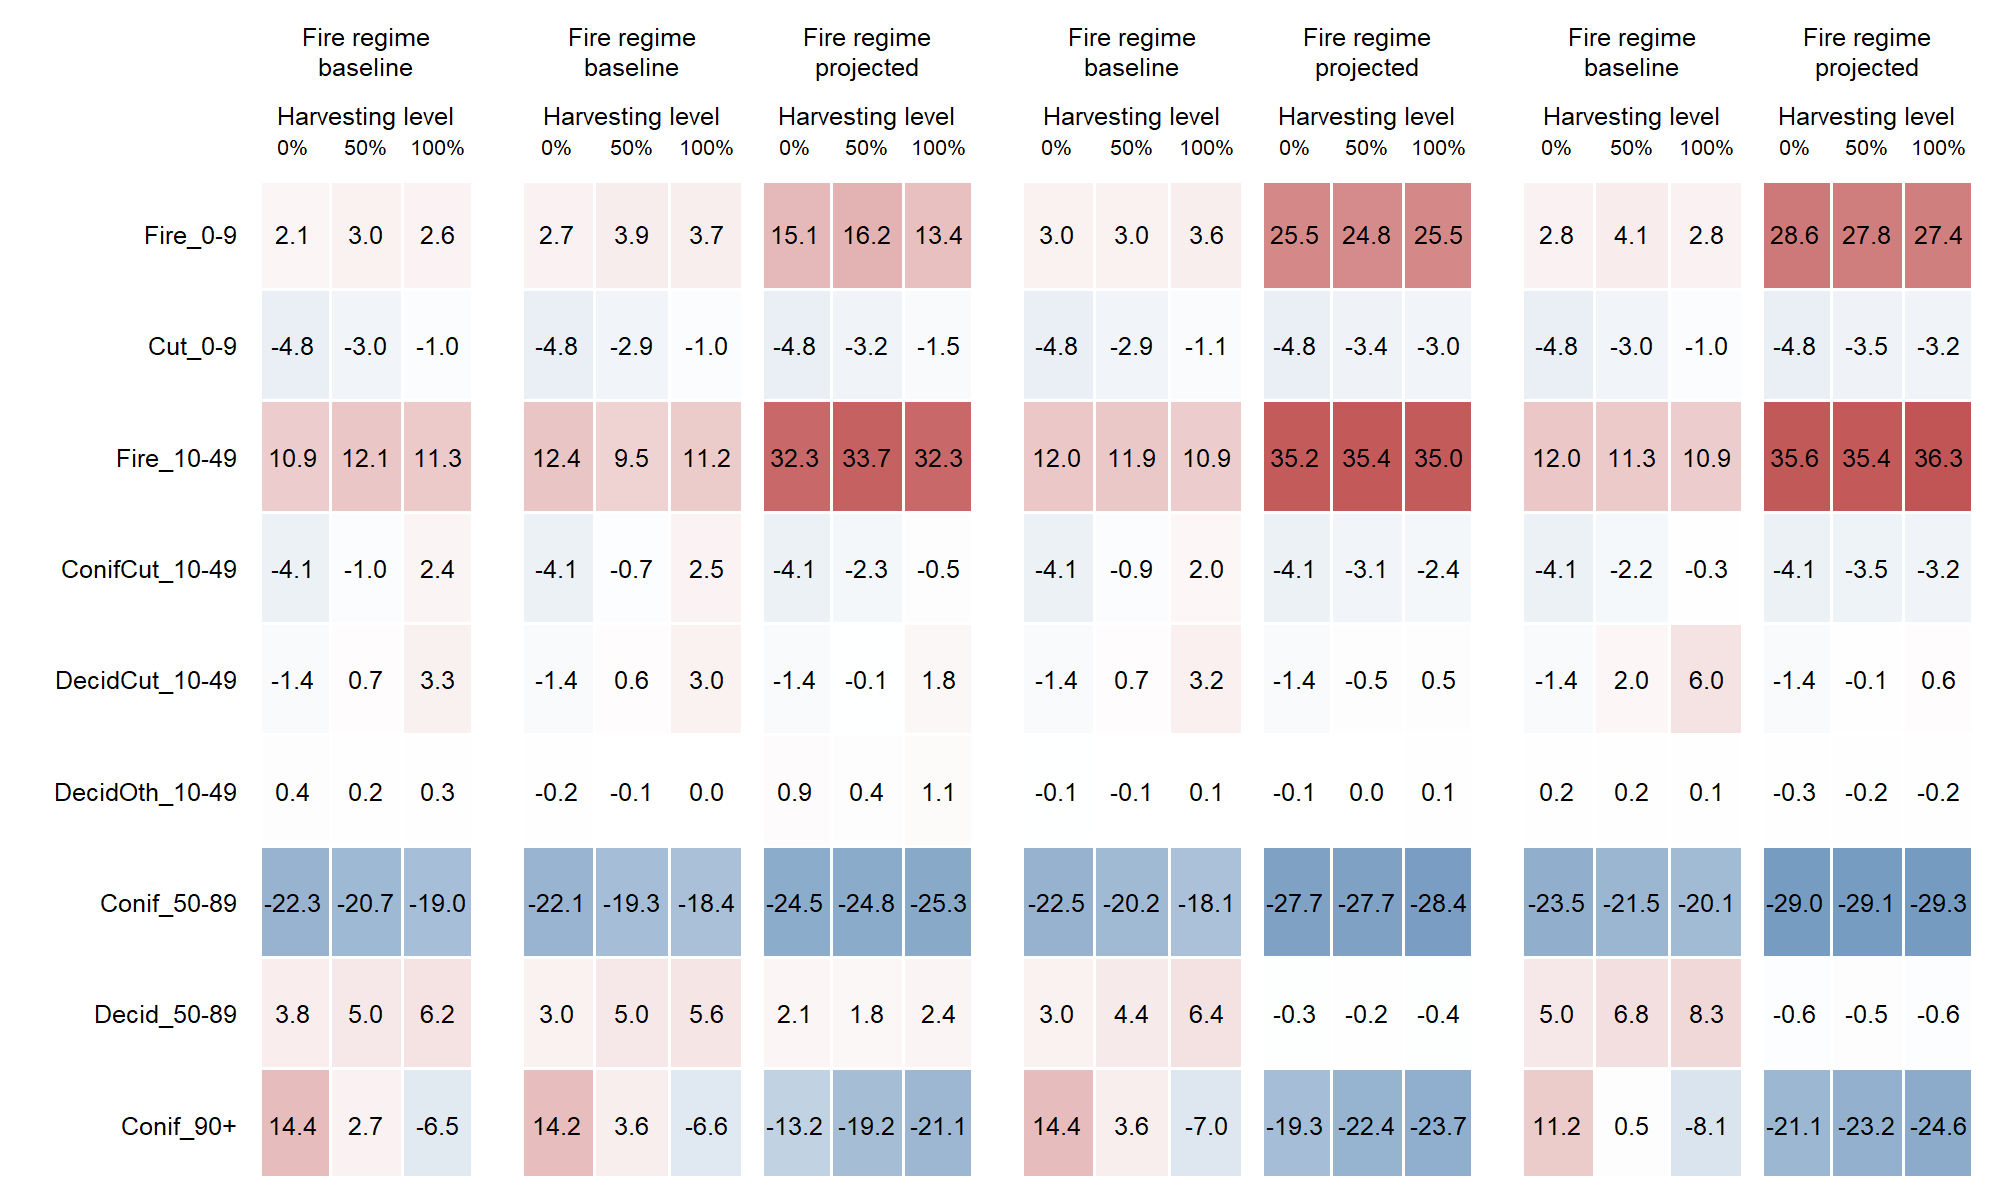 Fire regime Fire regime Fire regime Fire regime Fire regime Fire regime Fire regime
baseline baseline projected baseline projected baseline projected
Harvesting level Harvesting level Harvesting level Harvesting level Harvesting level Harvesting level Harvesting level
0% 50% 100% 0% 50% 100% 0% 50% 100% 0% 50% 100% 0% 50% 100% 0% 50% 100% 0% 50% 100%
Fire_0-9 2.1 3.0 2.6 2.7 3.9 3.7 15.1 16.2 13.4 3.0 3.0 3.6 25.5 24.8 25.5 2.8 4.1 2.8 28.6 27.8 27.4
Cut_0-9 -4.8 -3.0 -1.0 -4.8 -2.9 -1.0 -4.8 -3.2 -1.5 -4.8 -2.9 -1.1 -4.8 -3.4 -3.0 -4.8 -3.0 -1.0 -4.8 -3.5 -3.2
Fire_10-49 10.9 12.1 11.3 12.4 9.5 11.2 32.3 33.7 32.3 12.0 11.9 10.9 35.2 35.4 35.0 12.0 11.3 10.9 35.6 35.4 36.3
ConifCut_10-49 -4.1 -1.0 2.4 -4.1 -0.7 2.5 -4.1 -2.3 -0.5 -4.1 -0.9 2.0 -4.1 -3.1 -2.4 -4.1 -2.2 -0.3 -4.1 -3.5 -3.2
DecidCut_10-49 -1.4 0.7 3.3 -1.4 0.6 3.0 -1.4 -0.1 1.8 -1.4 0.7 3.2 -1.4 -0.5 0.5 -1.4 2.0 6.0 -1.4 -0.1 0.6
DecidOth_10-49 0.4 0.2 0.3 -0.2 -0.1 0.0 0.9 0.4 1.1 -0.1 -0.1 0.1 -0.1 0.0 0.1 0.2 0.2 0.1 -0.3 -0.2 -0.2
Conif_50-89 -22.3 -20.7 -19.0 -22.1 -19.3 -18.4 -24.5 -24.8 -25.3 -22.5 -20.2 -18.1 -27.7 -27.7 -28.4 -23.5 -21.5 -20.1 -29.0 -29.1 -29.3
Decid_50-89 3.8 5.0 6.2 3.0 5.0 5.6 2.1 1.8 2.4 3.0 4.4 6.4 -0.3 -0.2 -0.4 5.0 6.8 8.3 -0.6 -0.5 -0.6
Conif_90+ 14.4 2.7 -6.5 14.2 3.6 -6.6 -13.2 -19.2 -21.1 14.4 3.6 -7.0 -19.3 -22.4 -23.7 11.2 0.5 -8.1 -21.1 -23.2 -24.6